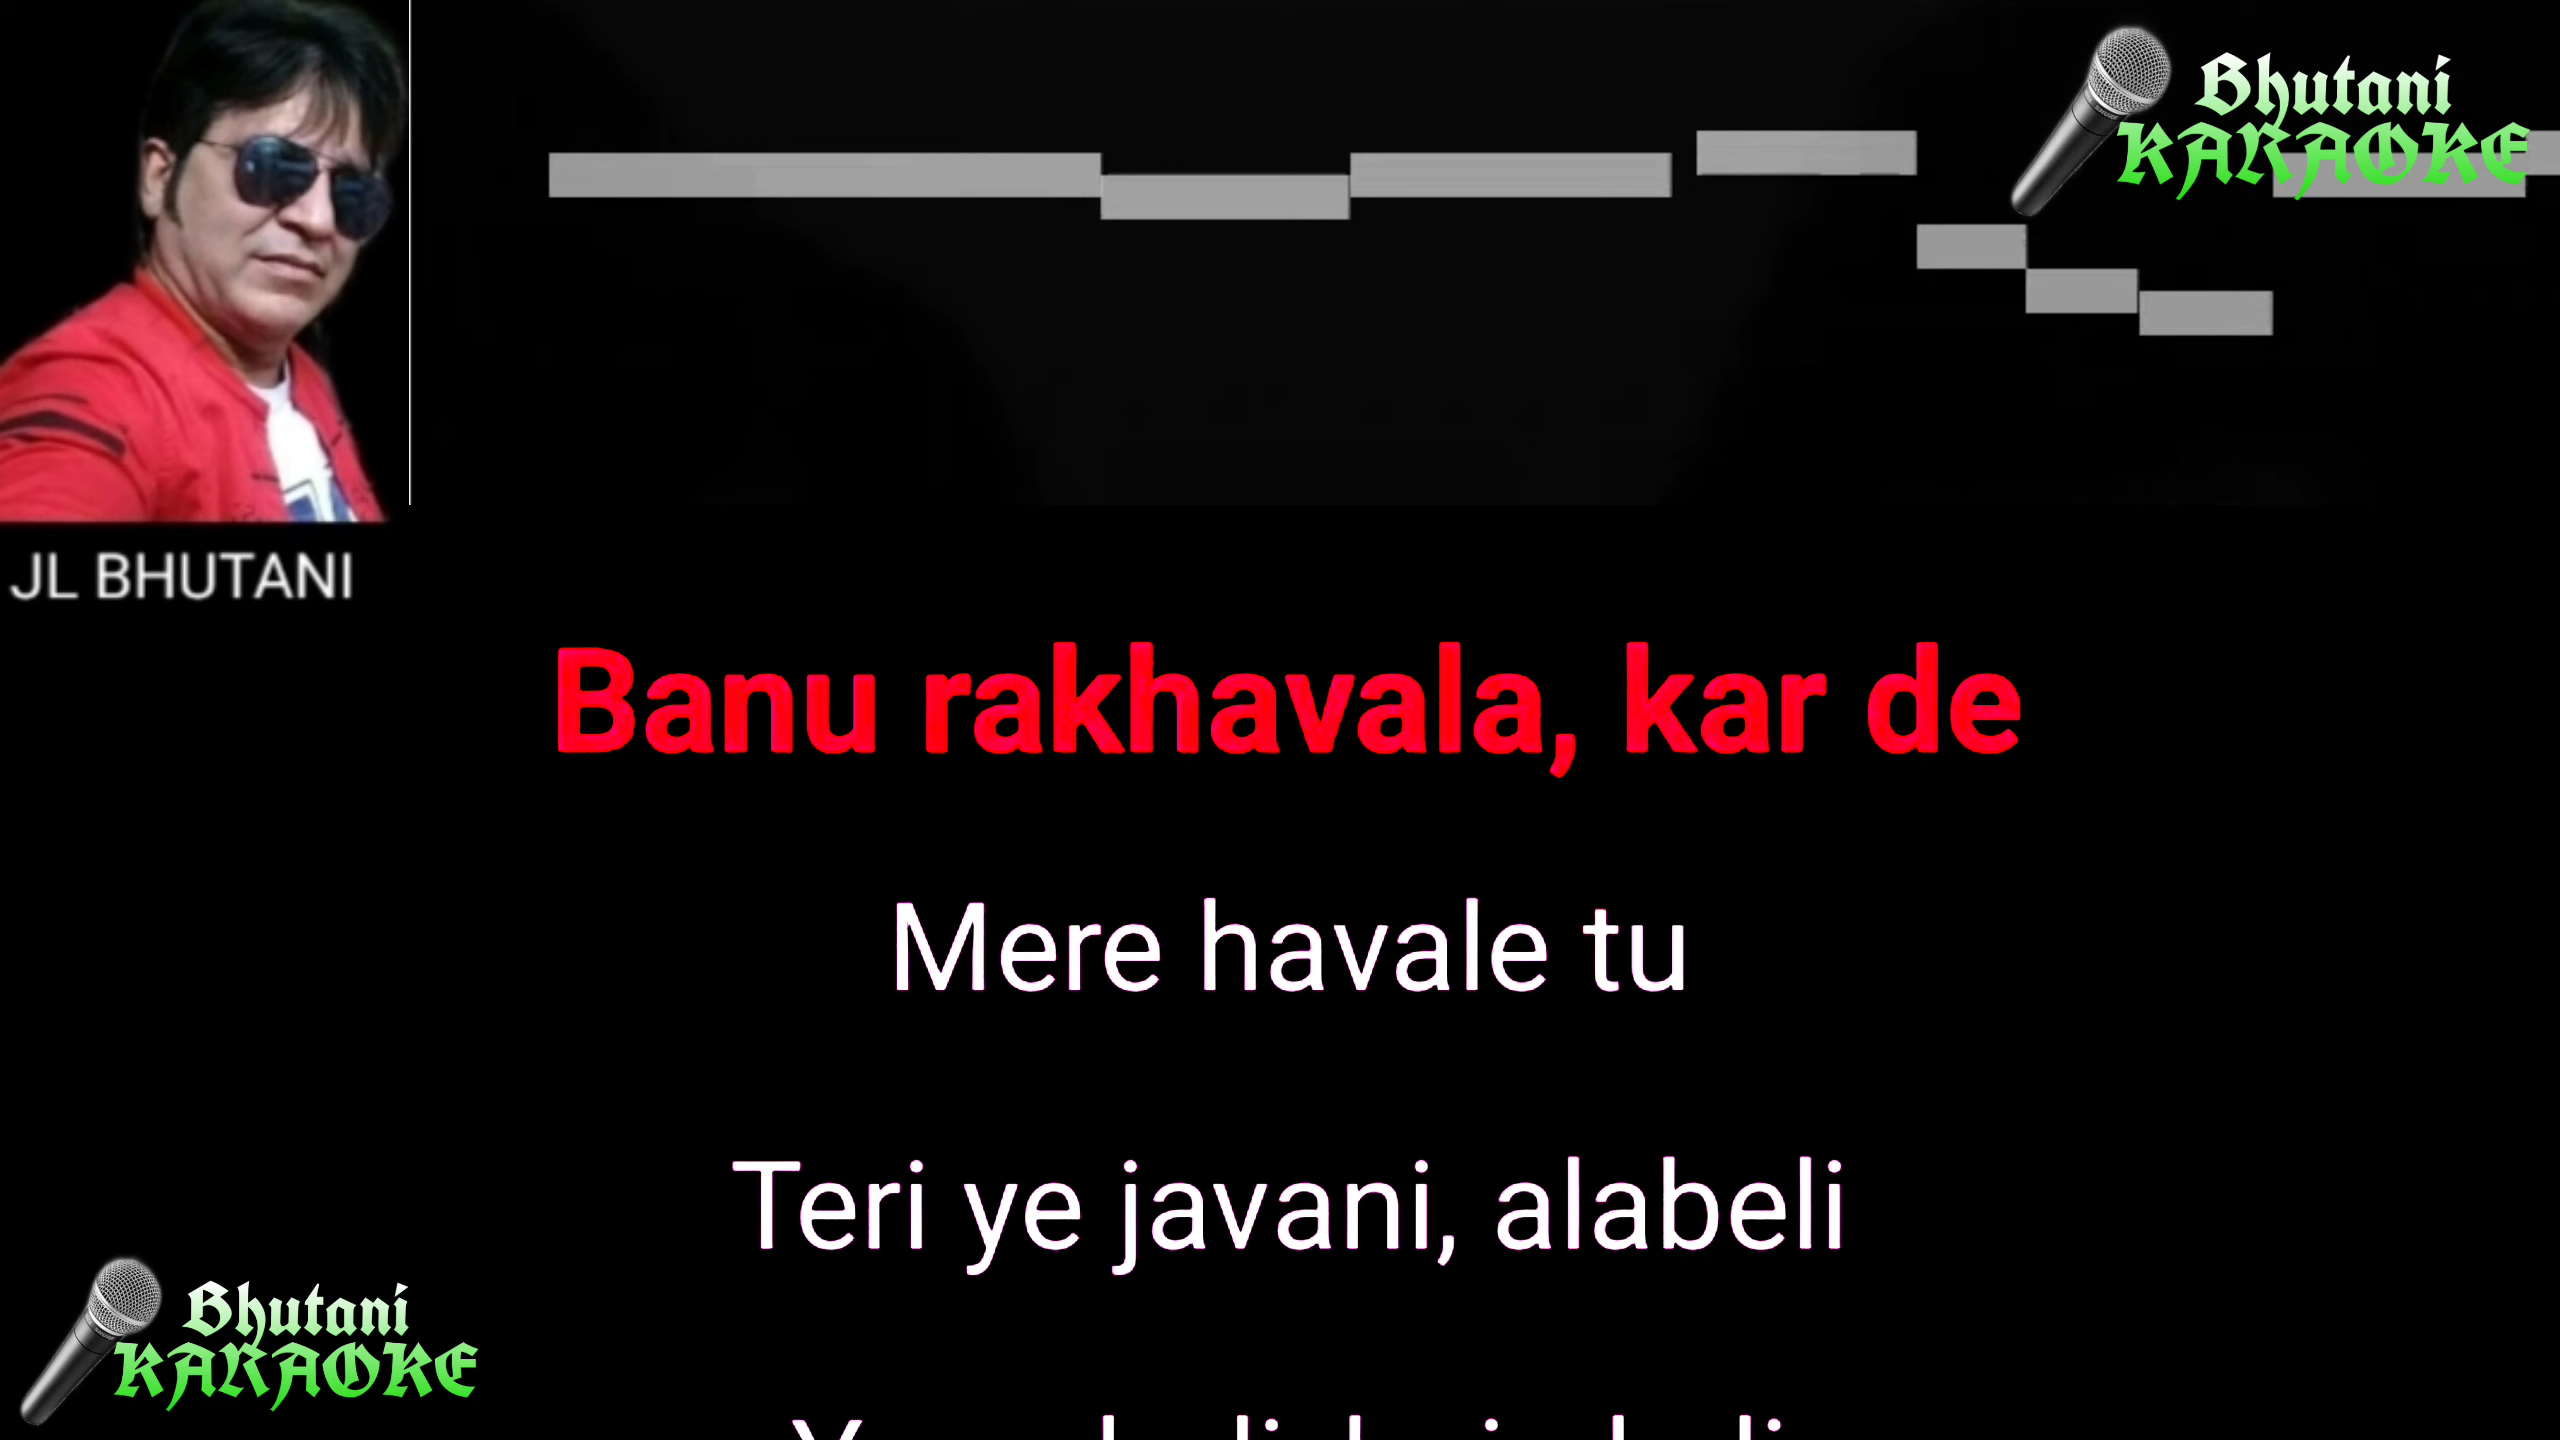 Bhutani
KARAOKE
JL BHUTANI
Banu rakhavala, kar de
Mere havale tu
Teri ye javani, alabeli
Bhutani
KARAOKE